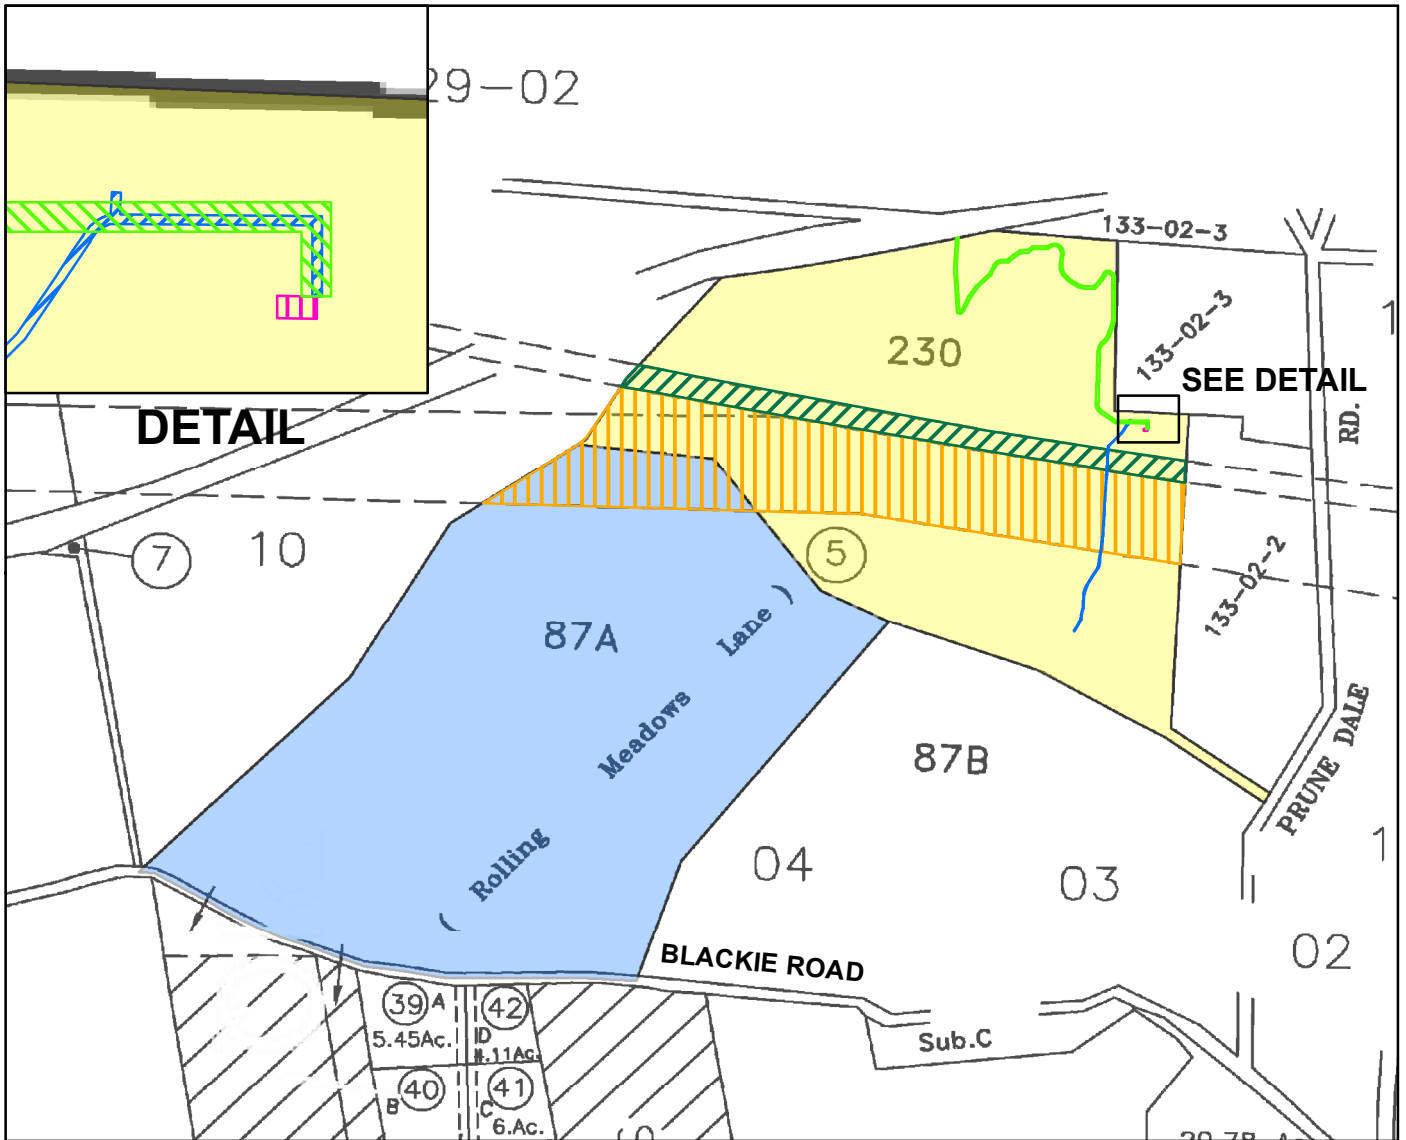 29-02
133-02-3
133-02-3
230
SEE DETAIL
DETAIL
RD.
1
7
10
5
133-02-2
87A
( Rolling Meadows Lane )
87B
PRUNE DALE
04
03
1
02
BLACKIE ROAD
39 A
5.45Ac.
42
D
11Ac.
Sub.C
40
B
41
C
6.Ac.